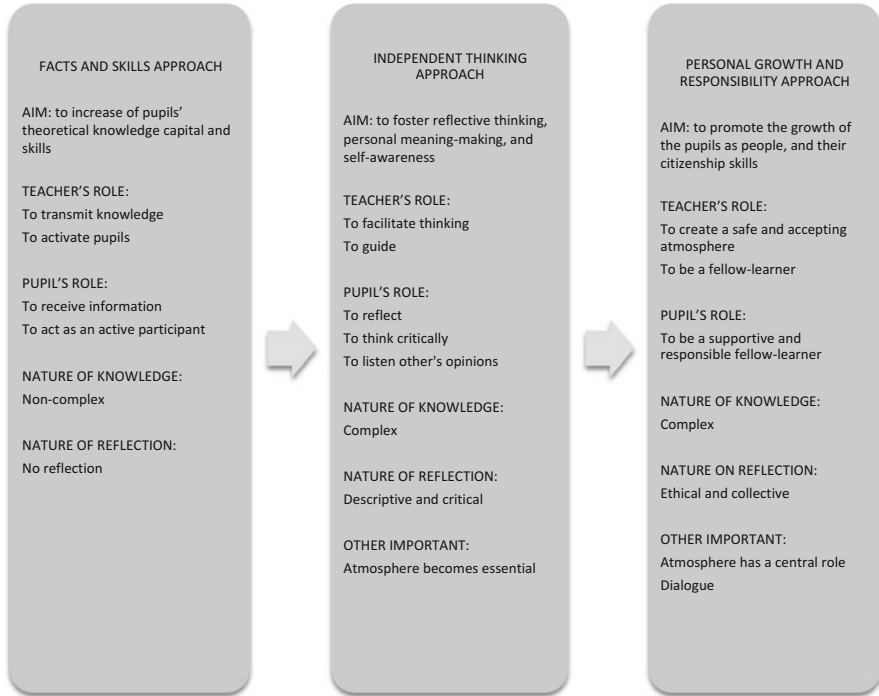 FACTS AND SKILLS APPROACH
AIM: to increase of pupils'
theoretical knowledge capital and
skills
TEACHER'S ROLE:
To transmit knowledge
To activate pupils
PUPIL'S ROLE:
To receive information
To act as an active participant
NATURE OF KNOWLEDGE:
Non-complex
NATURE OF REFLECTION:
No reflection
INDEPENDENT THINKING
APPROACH
AIM: to foster reflective thinking,
personal meaning-making, and
self-awareness
TEACHER'S ROLE:
To facilitate thinking
To guide
PUPIL'S ROLE:
To reflect
To think critically
To listen other's opinions
NATURE OF KNOWLEDGE:
Complex
NATURE OF REFLECTION:
Descriptive and critical
OTHER IMPORTANT:
Atmosphere becomes essential
PERSONAL GROWTH AND
RESPONSIBILITY APPROACH
AIM: to promote the growth of
the pupils as people, and their
citizenship skills
TEACHER'S ROLE:
To create a safe and accepting
atmosphere
To be a fellow-learner
PUPIL'S ROLE:
To be a supportive and
responsible fellow-learner
NATURE OF KNOWLEDGE:
Complex
NATURE ON REFLECTION:
Ethical and collective
OTHER IMPORTANT:
Atmosphere has a central role
Dialogue